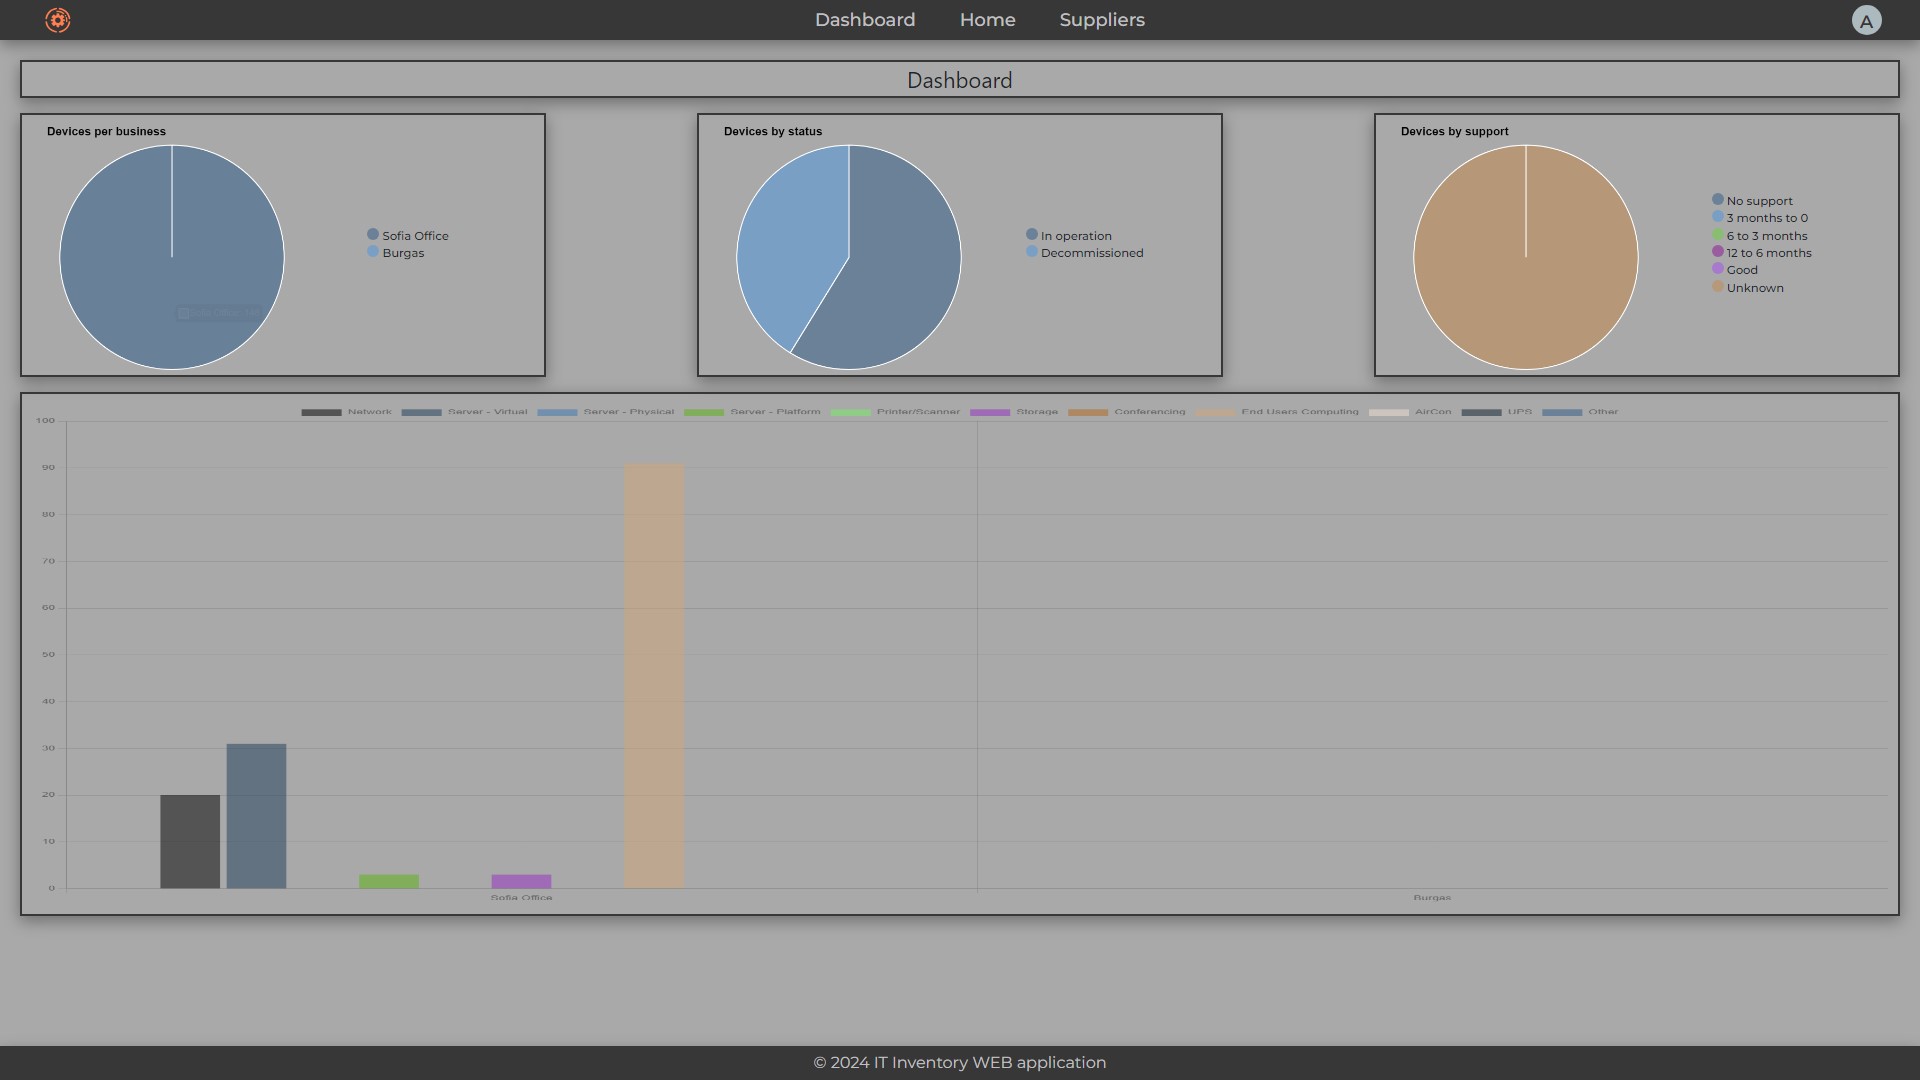 Dashboard Home Suppliers A
Dashboard
Devices per business
Sofia Office
Burgas
Devices by status
In operation
Decommissioned
Devices by support
No support
3 months to 0
6 to 3 months
12 to 6 months
Good
Unknown
Network Server - Virtual Server - Physical Server - Platform Printer/Scanner Storage Conferencing End Users Computing AirCon UPS Other
100
90
80
70
60
50
40
30
20
10
0
Sofia Office Burgas
© 2024 IT Inventory WEB application